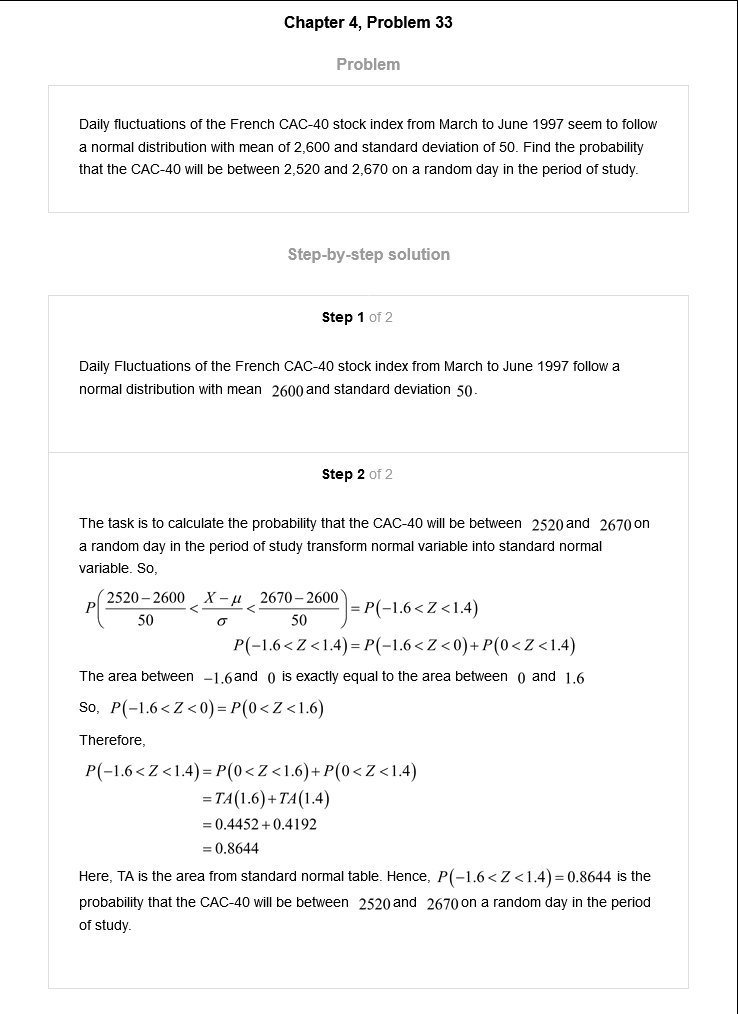 Chapter 4, Problem 33
Problem
Daily fluctuations of the French CAC-40 stock index from March to June 1997 seem to follow
a normal distribution with mean of 2,600 and standard deviation of 50. Find the probability
that the CAC-40 will be between 2,520 and 2,670 on a random day in the period of study.
Step-by-step solution
Step 1 of 2
Daily Fluctuations of the French CAC-40 stock index from March to June 1997 follow a
normal distribution with mean 2600 and standard deviation 50.
Step 2 of 2
The task is to calculate the probability that the CAC-40 will be between 2520 and 2670 on
a random day in the period of study transform normal variable into standard normal
variable. So,
P((2520−2600)/50 < (X−μ)/σ < (2670−2600)/50) = P(−1.6<Z<1.4)
P(−1.6<Z<1.4)=P(−1.6<Z<0)+P(0<Z<1.4)
The area between −1.6 and 0 is exactly equal to the area between 0 and 1.6
So, P(−1.6<Z<0)=P(0<Z<1.6)
Therefore,
P(−1.6<Z<1.4)=P(0<Z<1.6)+P(0<Z<1.4)
=TA(1.6)+TA(1.4)
=0.4452+0.4192
=0.8644
Here, TA is the area from standard normal table. Hence, P(−1.6<Z<1.4)=0.8644 is the
probability that the CAC-40 will be between 2520 and 2670 on a random day in the period
of study.